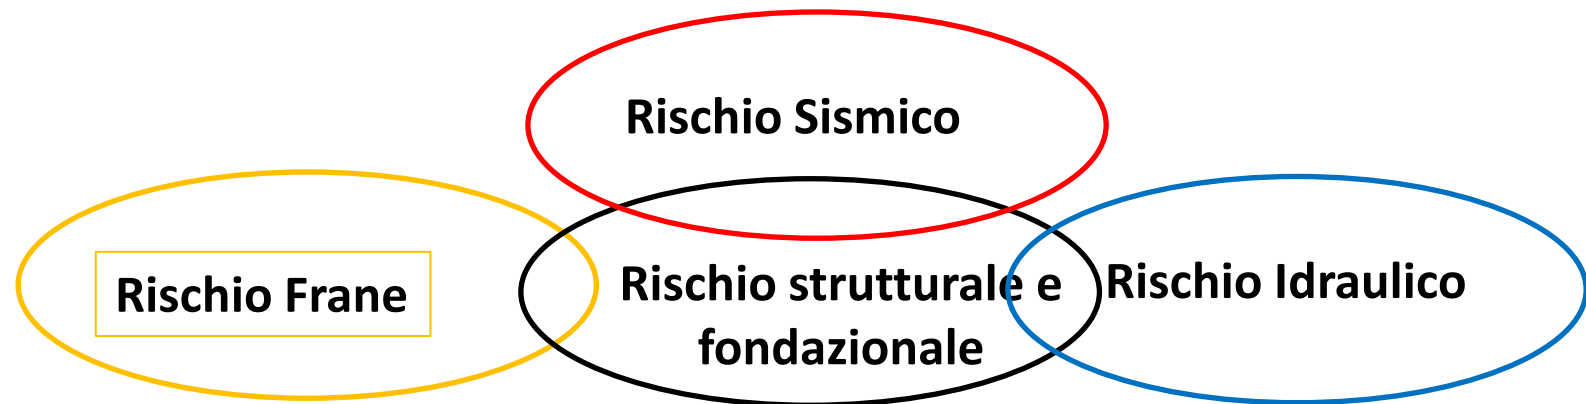 Rischio Sismico
Rischio Frane
Rischio strutturale e
fondazionale
Rischio Idraulico